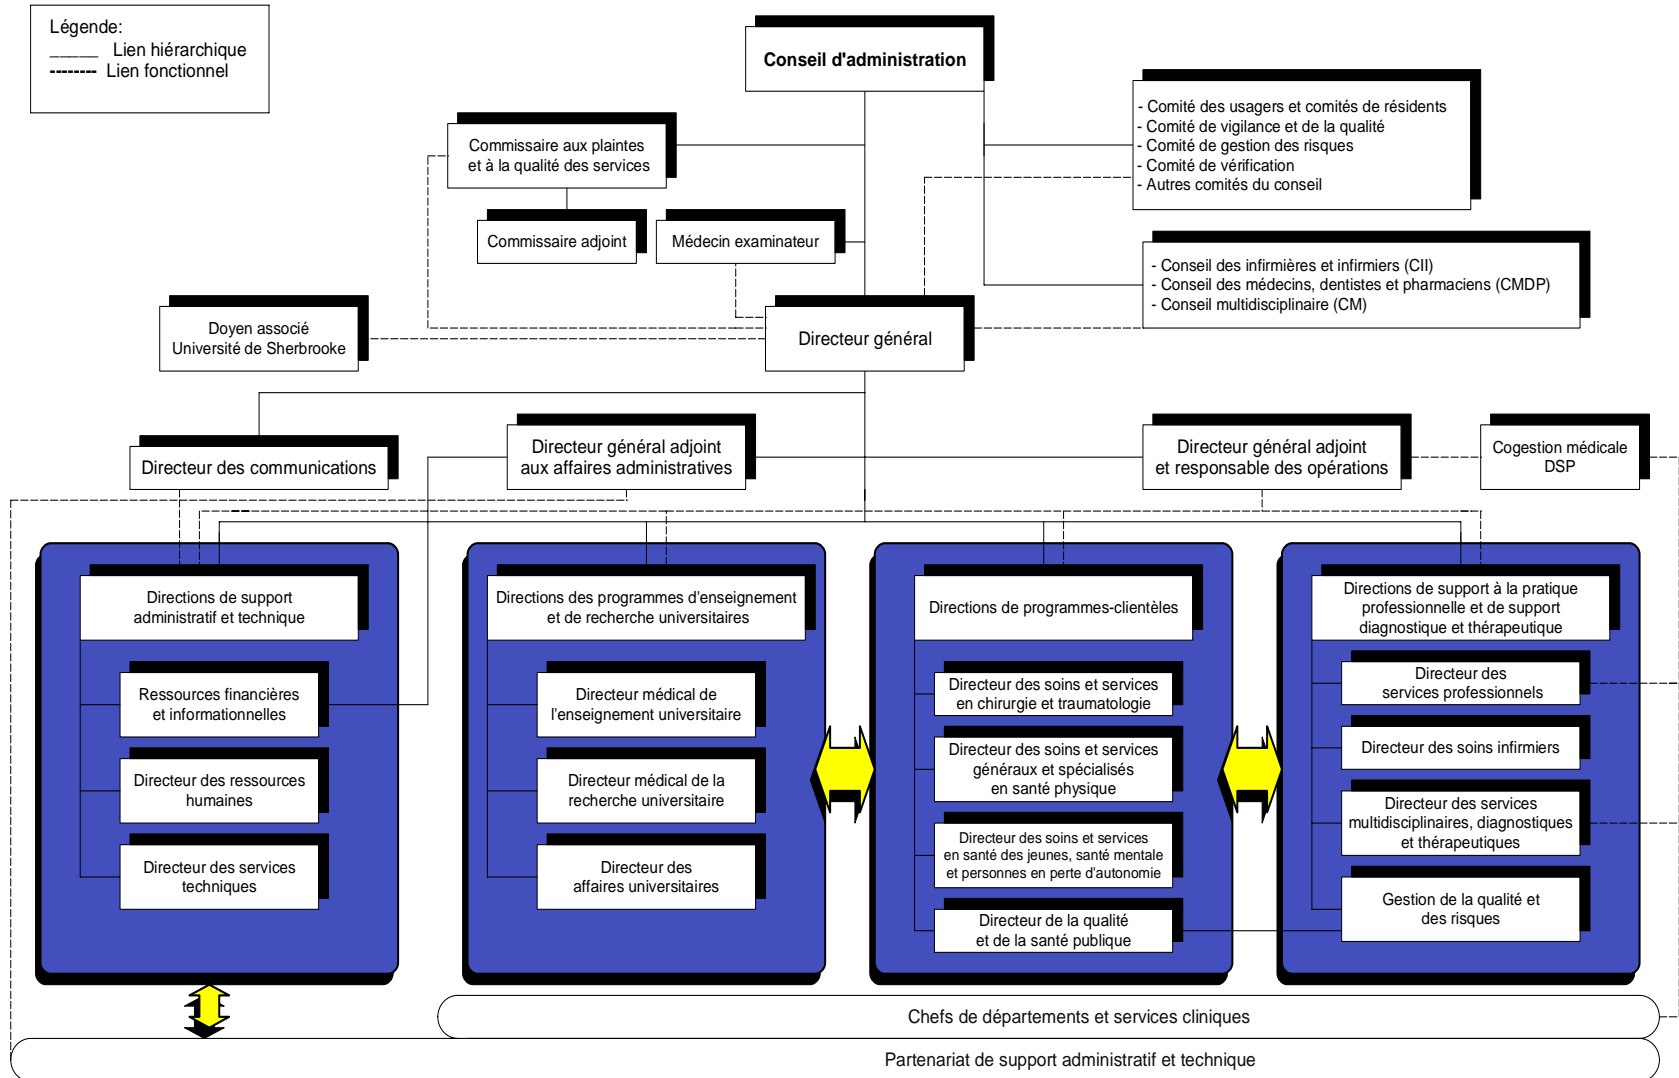 Légende:
______ Lien hiérarchique
-------- Lien fonctionnel
Conseil d'administration
- Comité des usagers et comités de résidents
- Comité de vigilance et de la qualité
- Comité de gestion des risques
- Comité de vérification
- Autres comités du conseil
Commissaire aux plaintes
et à la qualité des services
Commissaire adjoint
Médecin examinateur
- Conseil des infirmières et infirmiers (CII)
- Conseil des médecins, dentistes et pharmaciens (CMDP)
- Conseil multidisciplinaire (CM)
Doyen associé
Université de Sherbrooke
Directeur général
Directeur des communications
Directeur général adjoint
aux affaires administratives
Directeur général adjoint
et responsable des opérations
Cogestion médicale
DSP
Directions de support
administratif et technique
Ressources financières
et informationnelles
Directeur des ressources
humaines
Directeur des services
techniques
Directions des programmes d'enseignement
et de recherche universitaires
Directeur médical de
l'enseignement universitaire
Directeur médical de la
recherche universitaire
Directeur des
affaires universitaires
Directions de programmes-clientèles
Directeur des soins et services
en chirurgie et traumatologie
Directeur des soins et services
généraux et spécialisés
en santé physique
Directeur des soins et services
en santé des jeunes, santé mentale
et personnes en perte d'autonomie
Directeur de la qualité
et de la santé publique
Directions de support à la pratique
professionnelle et de support
diagnostique et thérapeutique
Directeur des
services professionnels
Directeur des soins infirmiers
Directeur des services
multidisciplinaires, diagnostiques
et thérapeutiques
Gestion de la qualité et
des risques
Chefs de départements et services cliniques
Partenariat de support administratif et technique